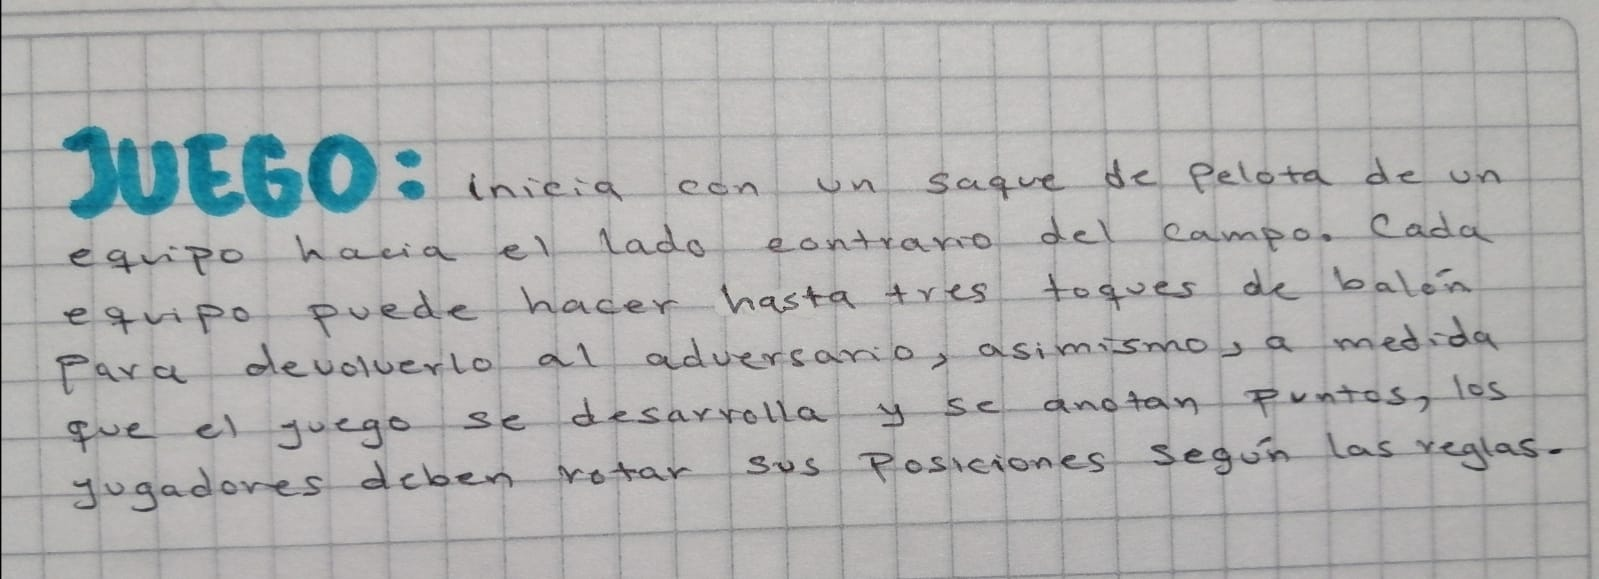 JUEGO: inicia con un saque de pelota de un
equipo hacia el lado contrario del campo. Cada
equipo puede hacer hasta tres toques de balón
para devolverlo al adversario, asimismo, a medida
que el juego se desarrolla y se anotan puntos, los
jugadores deben rotar sus posiciones según las reglas.